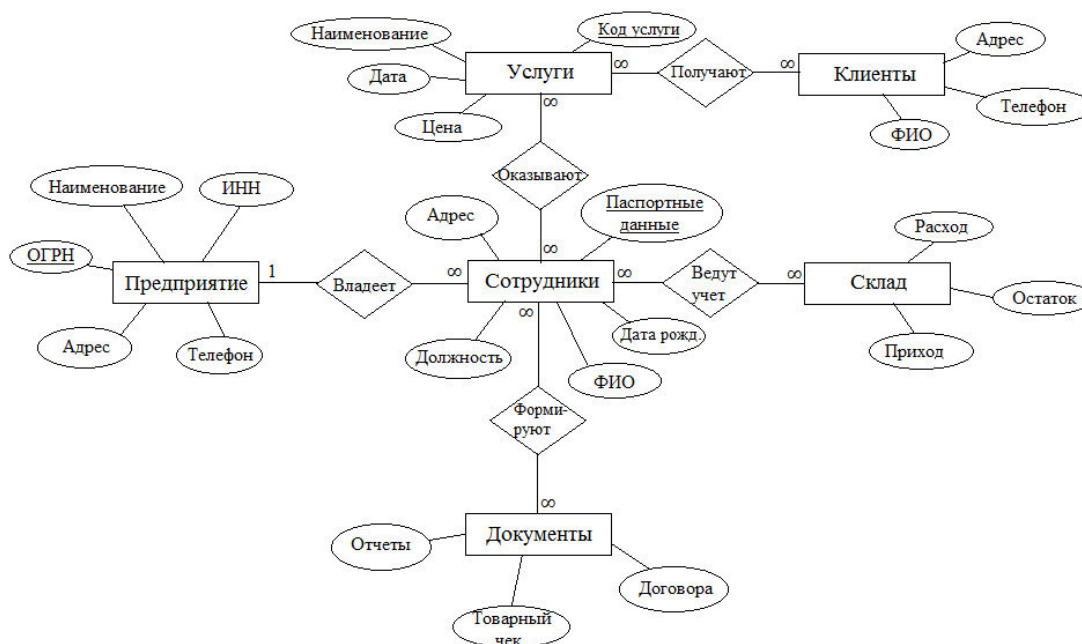 Наименование
Код услуги
Услуги
Дата
Цена
∞
Получают
∞
Клиенты
Адрес
Телефон
ФИО
∞
Оказывают
∞
Наименование
ИНН
ОГРН
Предприятие
Адрес
Телефон
1
Владеет
∞
Адрес
Паспортные
данные
Сотрудники
Должность
ФИО
Дата рожд.
∞
Ведут
учет
∞
Склад
Расход
Остаток
Приход
∞
Форми-
руют
∞
Документы
Отчеты
Товарный
чек
Договора